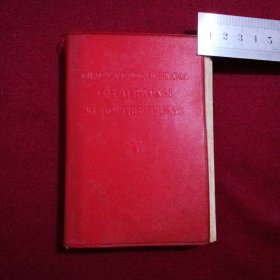 QUOTATIONS FROM
CHAIRMAN
MAO TSE-TUNG
1 2 3 4 5